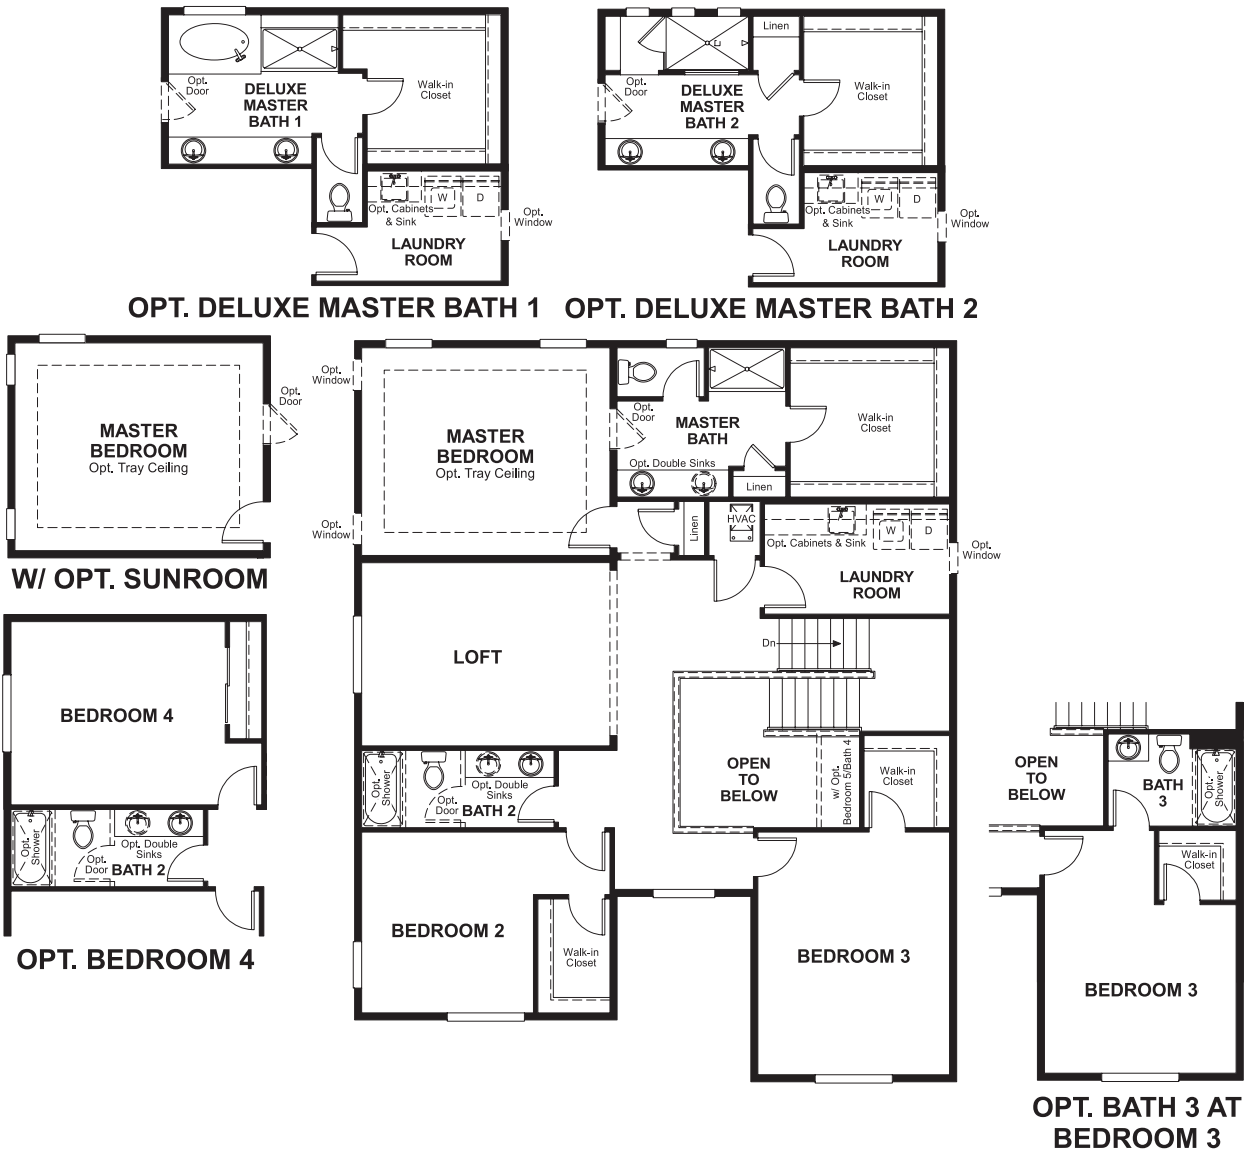 Opt.
Door
DELUXE
MASTER
BATH 1
Walk-in
Closet
Opt. Cabinets
& Sink
W
D
Opt.
Window
LAUNDRY
ROOM
OPT. DELUXE MASTER BATH 1
Linen
Opt.
Door
DELUXE
MASTER
BATH 2
Walk-in
Closet
Opt. Cabinets
& Sink
W
D
Opt.
Window
LAUNDRY
ROOM
OPT. DELUXE MASTER BATH 2
MASTER
BEDROOM
Opt. Tray Ceiling
Opt.
Door
W/ OPT. SUNROOM
Opt.
Window
MASTER
BEDROOM
Opt. Tray Ceiling
Opt.
Window
Opt.
Door
MASTER
BATH
Opt. Double Sinks
Linen
Walk-in
Closet
Linen
HVAC
Opt. Cabinets & Sink
W
D
Opt.
Window
LAUNDRY
ROOM
LOFT
Dn
OPEN
TO
BELOW
w/ Opt.
Bedroom 5/Bath 4
Walk-in
Closet
Opt.
Shower
Opt.
Door
Opt. Double
Sinks
BATH 2
BEDROOM 2
Walk-in
Closet
BEDROOM 3
BEDROOM 4
Opt.
Shower
Opt.
Door
Opt. Double
Sinks
BATH 2
OPT. BEDROOM 4
OPEN
TO
BELOW
BATH
3
Opt.
Shower
Walk-in
Closet
BEDROOM 3
OPT. BATH 3 AT
BEDROOM 3